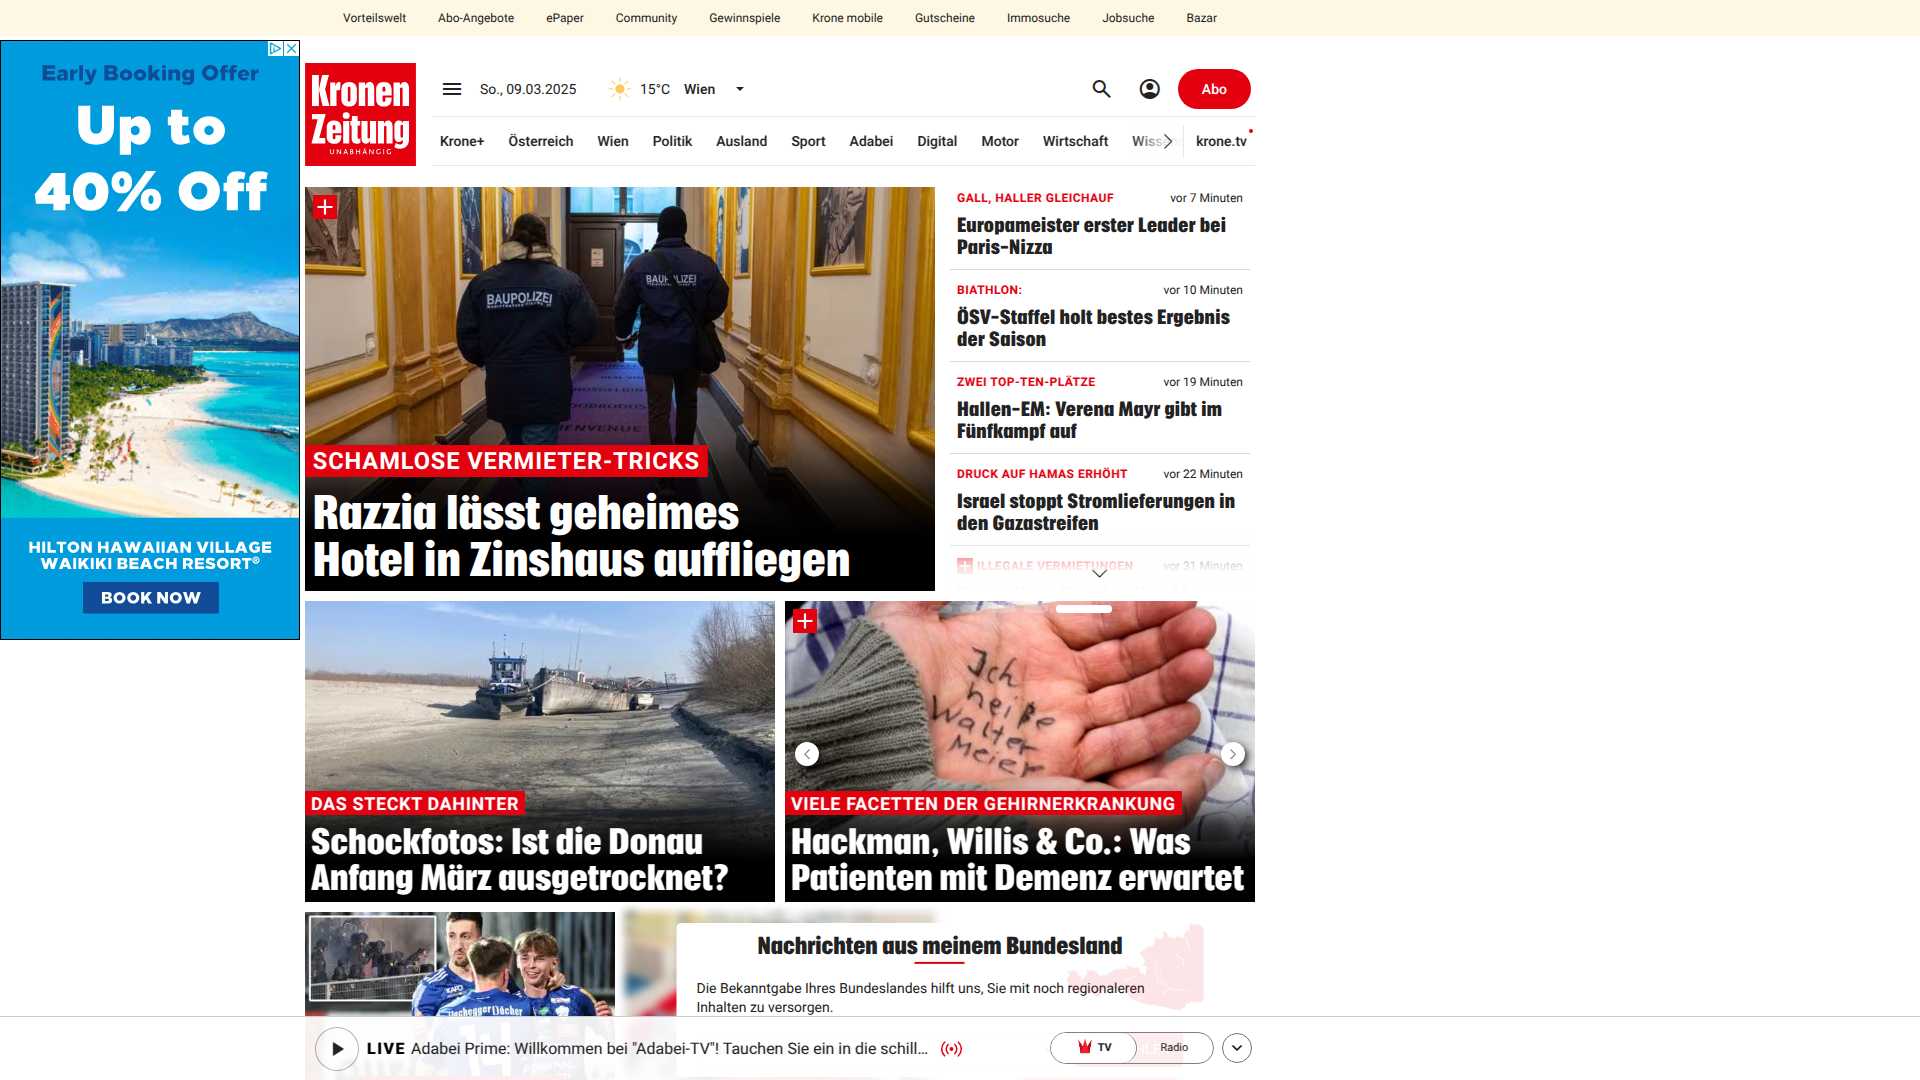 Vorteilswelt Abo-Angebote ePaper Community Gewinnspiele Krone mobile Gutscheine Immosuche Jobsuche Bazar
Early Booking Offer
Up to
40% Off
HILTON HAWAIIAN VILLAGE
WAIKIKI BEACH RESORT®
BOOK NOW
Kronen
Zeitung
UNABHÄNGIG
So., 09.03.2025 15°C Wien Abo
Krone+ Österreich Wien Politik Ausland Sport Adabei Digital Motor Wirtschaft krone.tv
BAUPOLIZEI
BAUPOLIZEI
SCHAMLOSE VERMIETER-TRICKS
Razzia lässt geheimes
Hotel in Zinshaus auffliegen
GALL, HALLER GLEICHAUF vor 7 Minuten
Europameister erster Leader bei
Paris-Nizza
BIATHLON: vor 10 Minuten
ÖSV-Staffel holt bestes Ergebnis
der Saison
ZWEI TOP-TEN-PLÄTZE vor 19 Minuten
Hallen-EM: Verena Mayr gibt im
Fünfkampf auf
DRUCK AUF HAMAS ERHÖHT vor 22 Minuten
Israel stoppt Stromlieferungen in
den Gazastreifen
ILLEGALE VERMIETUNGEN vor 31 Minuten
DAS STECKT DAHINTER
Schockfotos: Ist die Donau
Anfang März ausgetrocknet?
Ich
heiße
Walter
Meier
VIELE FACETTEN DER GEHIRNERKRANKUNG
Hackman, Willis & Co.: Was
Patienten mit Demenz erwartet
Nachrichten aus meinem Bundesland
Die Bekanntgabe Ihres Bundeslandes hilft uns, Sie mit noch regionaleren
Inhalten zu versorgen.
LIVE Adabei Prime: Willkommen bei "Adabei-TV"! Tauchen Sie ein in die schill... TV Radio